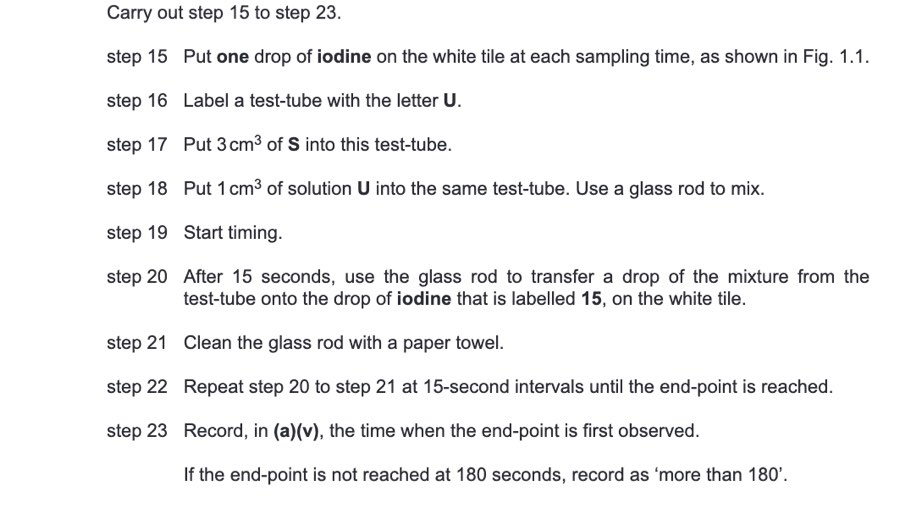 Carry out step 15 to step 23.
step 15 Put one drop of iodine on the white tile at each sampling time, as shown in Fig. 1.1.
step 16 Label a test-tube with the letter U.
step 17 Put 3 cm³ of S into this test-tube.
step 18 Put 1 cm³ of solution U into the same test-tube. Use a glass rod to mix.
step 19 Start timing.
step 20 After 15 seconds, use the glass rod to transfer a drop of the mixture from the
test-tube onto the drop of iodine that is labelled 15, on the white tile.
step 21 Clean the glass rod with a paper towel.
step 22 Repeat step 20 to step 21 at 15-second intervals until the end-point is reached.
step 23 Record, in (a)(v), the time when the end-point is first observed.
If the end-point is not reached at 180 seconds, record as ‘more than 180’.